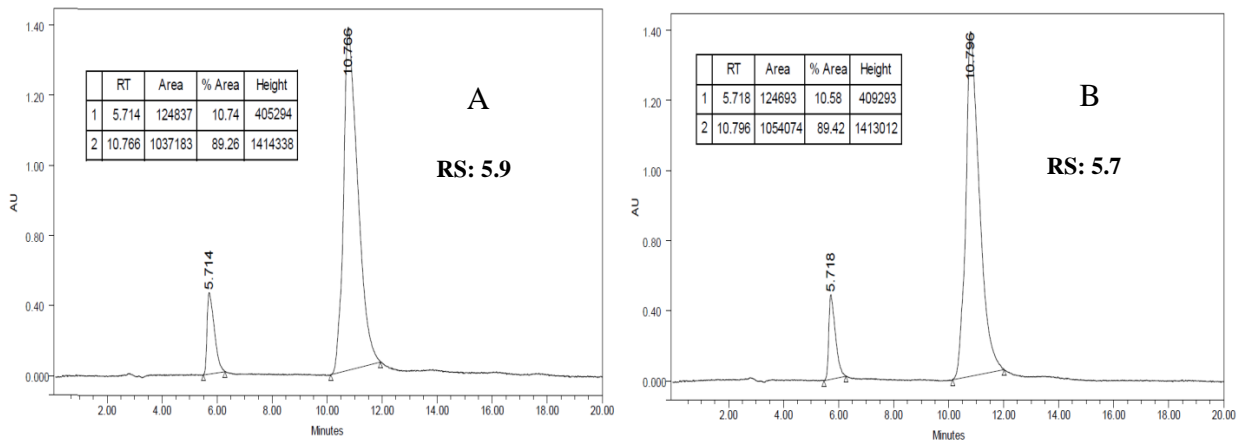 1.40
1.20
1.00
0.80
0.60
0.40
0.20
0.000
AU
RT Area % Area Height
1 5.714 124837 10.74 405294
2 10.766 1037183 89.26 1414338
5.714
10.766
A
RS: 5.9
2.00 4.00 6.00 8.00 10.00 12.00 14.00 16.00 18.00 20.00
Minutes
1.40
1.20
1.00
0.80
0.60
0.40
0.20
0.000
AU
RT Area % Area Height
1 5.718 124693 10.58 409293
2 10.796 1054074 89.42 1413012
5.718
10.796
B
RS: 5.7
2.00 4.00 6.00 8.00 10.00 12.00 14.00 16.00 18.00 20.00
Minutes